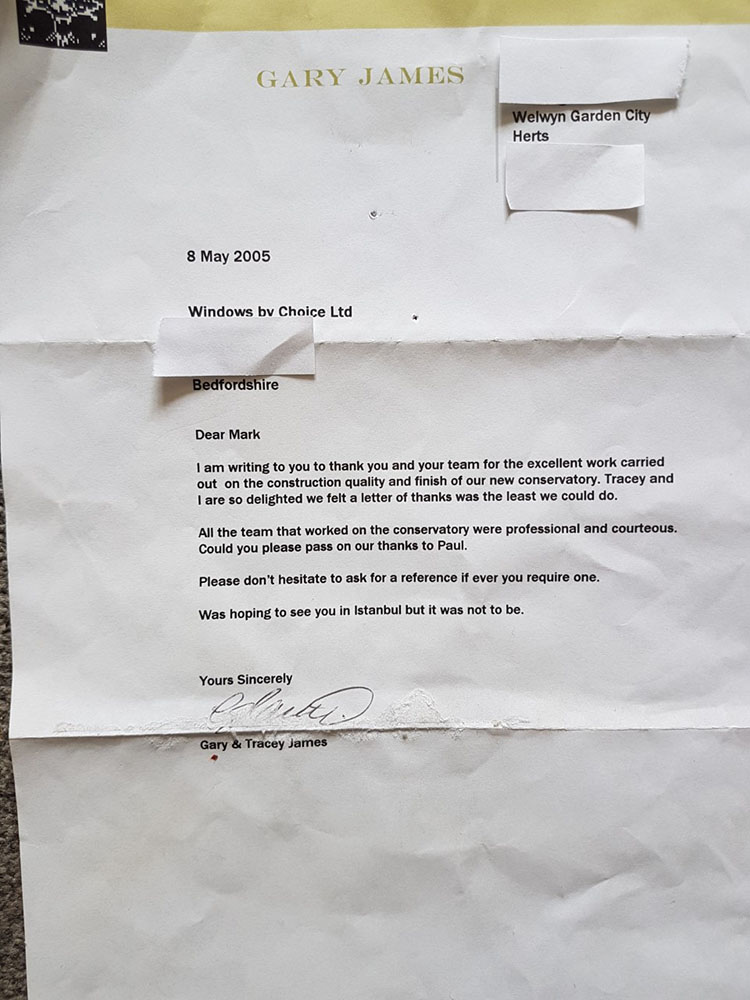 GARY JAMES
Welwyn Garden City
Herts
8 May 2005
Windows by Choice Ltd
Bedfordshire
Dear Mark
I am writing to you to thank you and your team for the excellent work carried
out on the construction quality and finish of our new conservatory. Tracey and
I are so delighted we felt a letter of thanks was the least we could do.
All the team that worked on the conservatory were professional and courteous.
Could you please pass on our thanks to Paul.
Please don't hesitate to ask for a reference if ever you require one.
Was hoping to see you in Istanbul but it was not to be.
Yours Sincerely
Gary & Tracey James